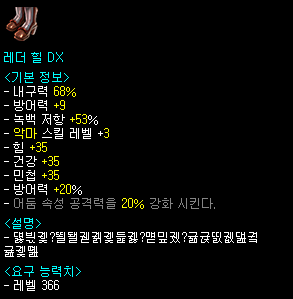 레더 힐 DX
<기본 정보>
- 내구력 68%
- 방어력 +9
- 녹백 저항 +53%
- 악마 스킬 레벨 +3
- 힘 +35
- 건강 +35
- 민첩 +35
- 방어력 +20%
- 어둠 속성 공격력을 20% 강화 시킨다.
<설명>
<요구 능력치>
- 레벨 366